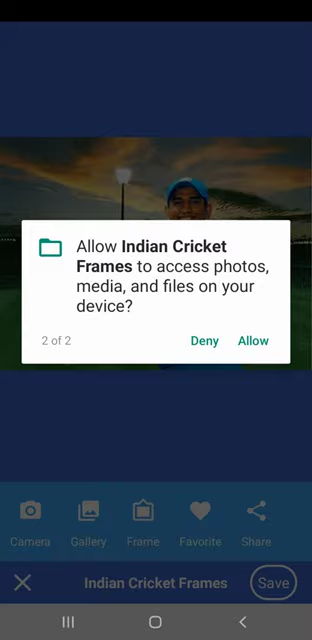 Allow Indian Cricket
Frames to access photos,
media, and files on your
device?
2 of 2
Deny
Allow
Camera
Gallery
Frame
Favorite
Share
Indian Cricket Frames
Save